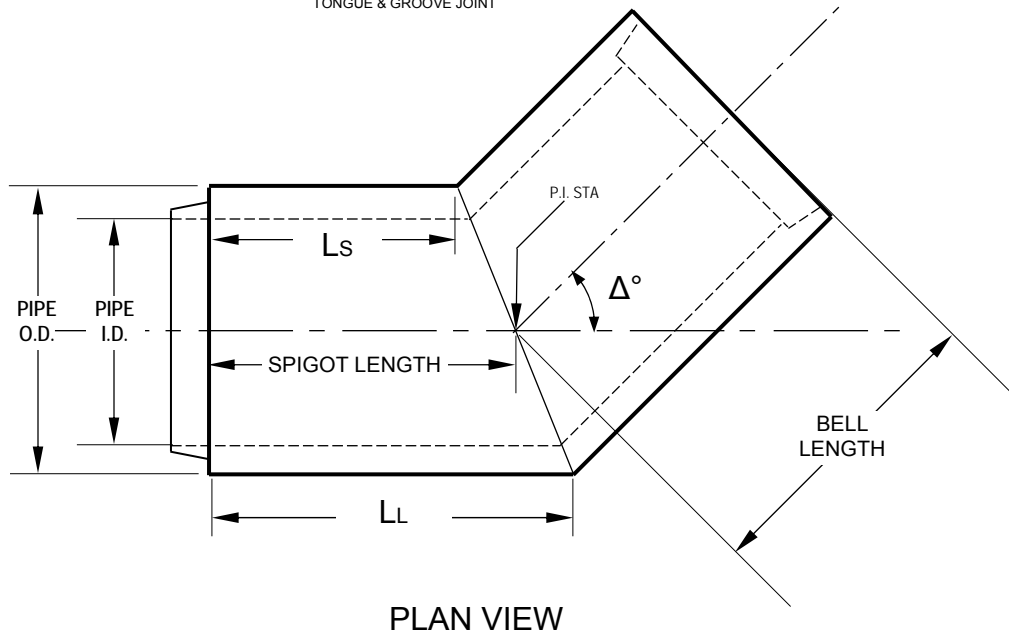 TONGUE & GROOVE JOINT
P.I. STA
LS
Δ°
PIPE
O.D.
PIPE
I.D.
SPIGOT LENGTH
BELL
LENGTH
LL
PLAN VIEW